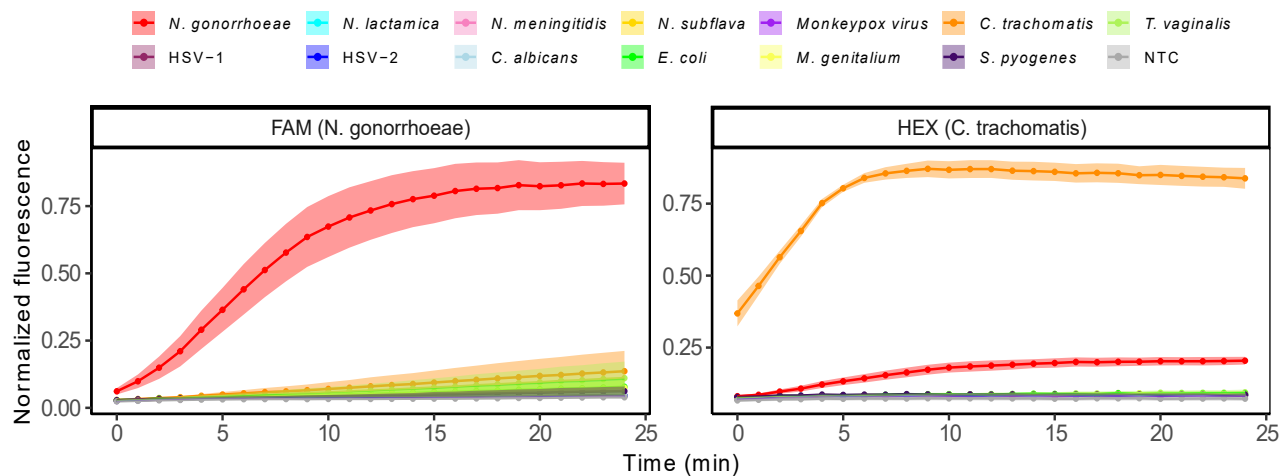 N. gonorrhoeae N. lactamica N. meningitidis N. subflava Monkeypox virus C. trachomatis T. vaginalis
HSV−1 HSV−2 C. albicans E. coli M. genitalium S. pyogenes NTC
FAM (N. gonorrhoeae) HEX (C. trachomatis)
Normalized fluorescence
0.75 0.75
0.50 0.50
0.25 0.25
0.00
0 5 10 15 20 25 0 5 10 15 20 25
Time (min)